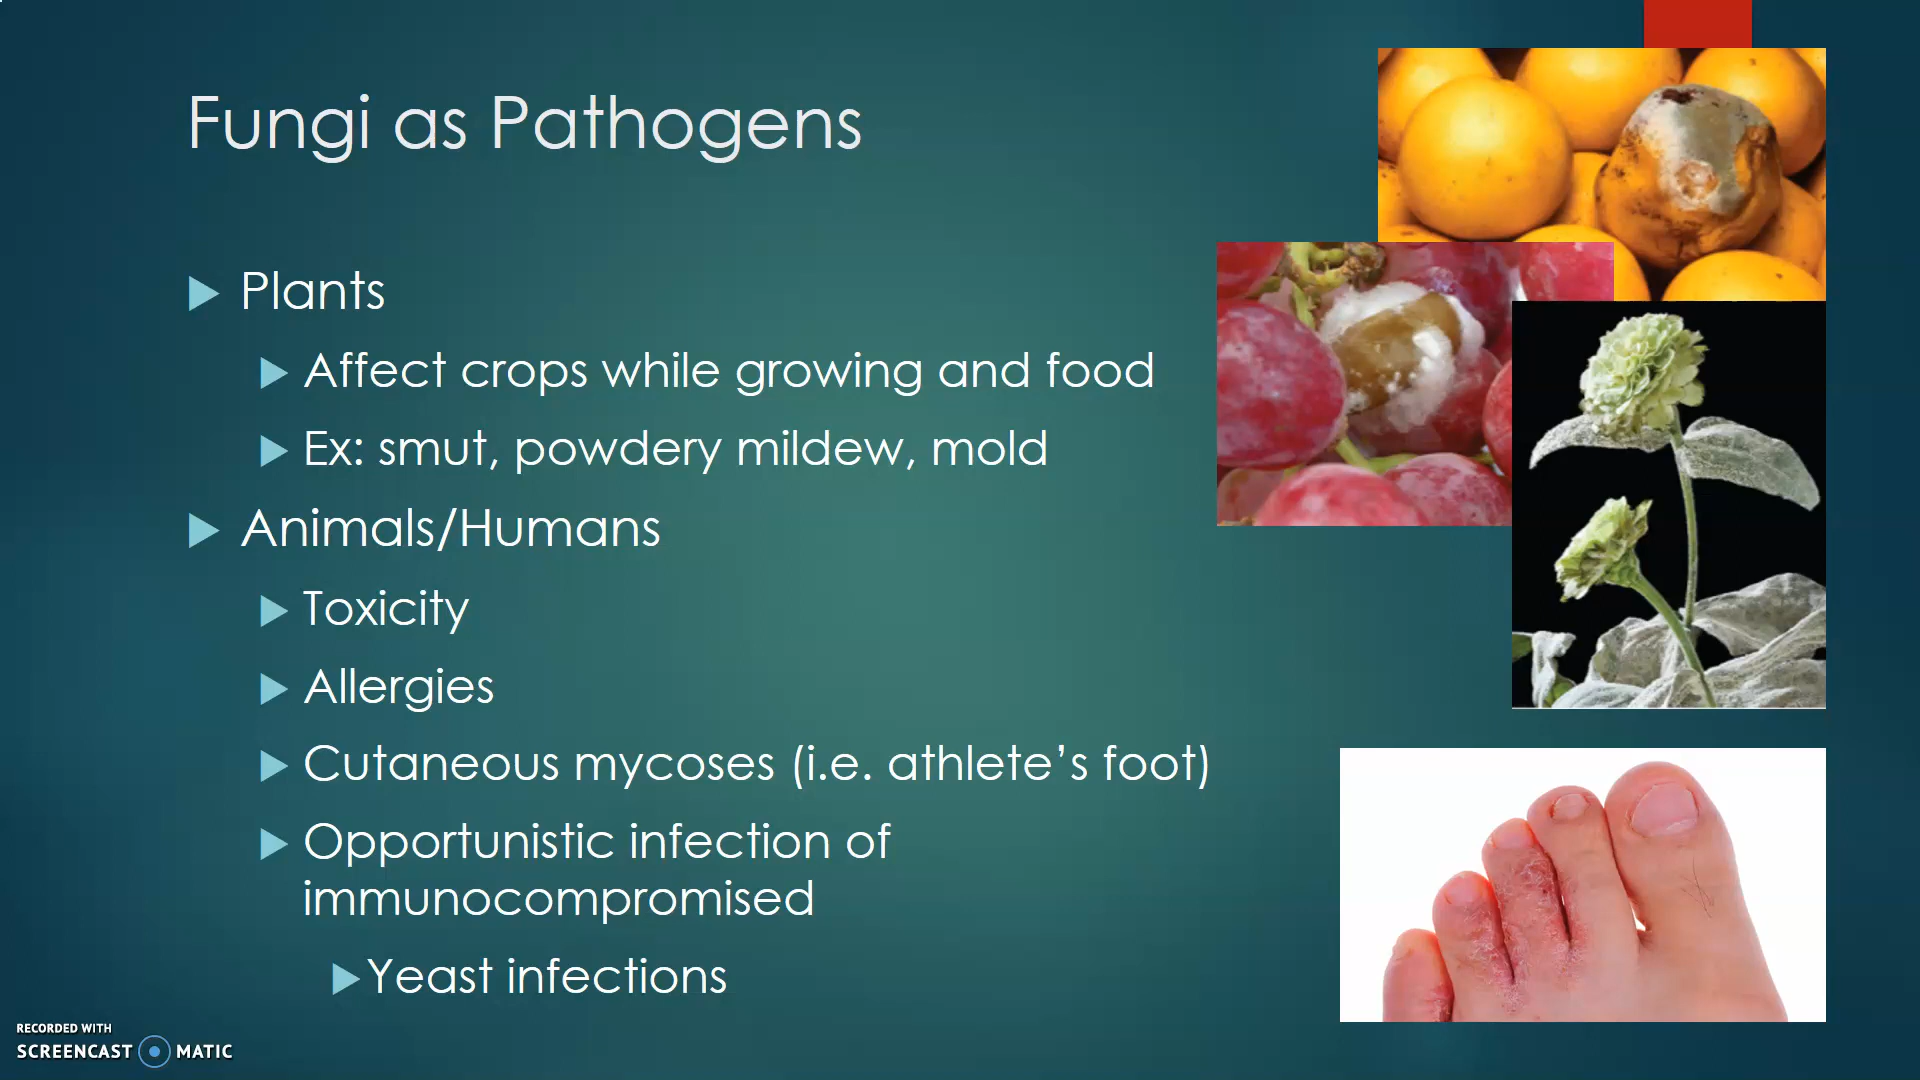 Fungi as Pathogens
Plants
Affect crops while growing and food
Ex: smut, powdery mildew, mold
Animals/Humans
Toxicity
Allergies
Cutaneous mycoses (i.e. athlete’s foot)
Opportunistic infection of
immunocompromised
Yeast infections
RECORDED WITH
SCREENCAST MATIC